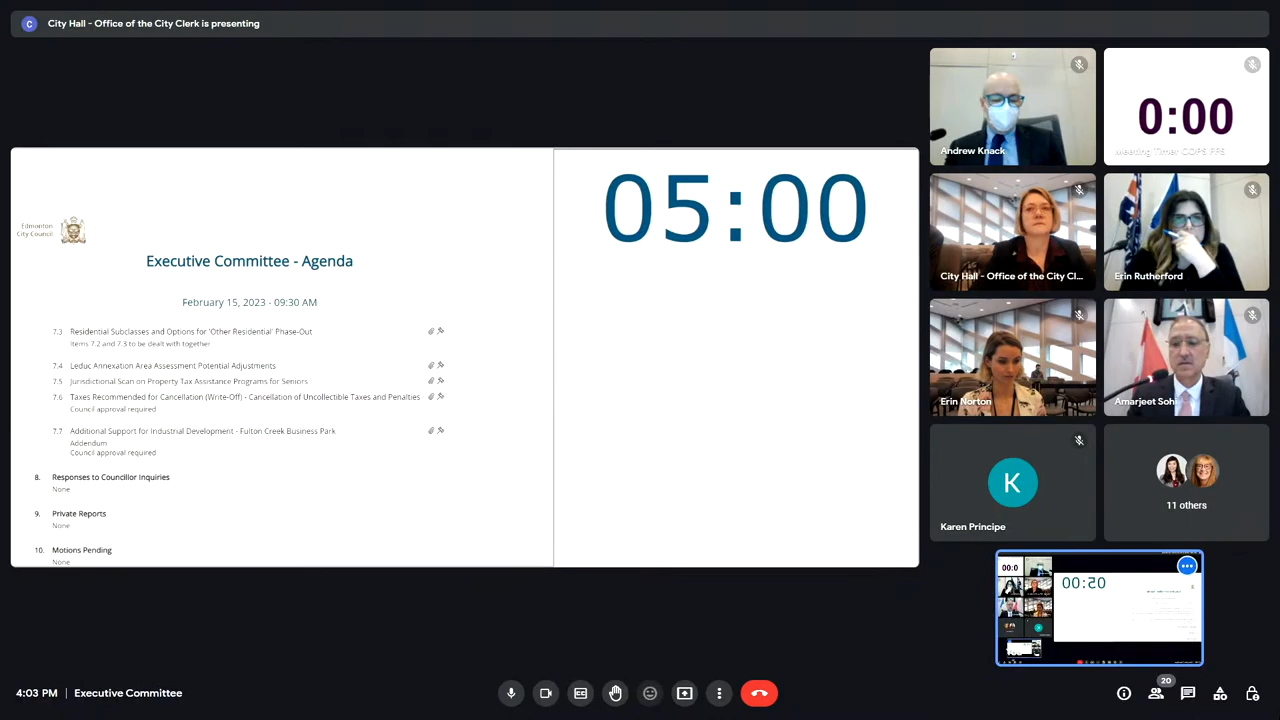 C City Hall - Office of the City Clerk is presenting
Edmonton
City Council
Executive Committee - Agenda
February 15, 2023 - 09:30 AM
7.3 Residential Subclasses and Options for 'Other Residential' Phase-Out
Items 7.2 and 7.3 to be dealt with together
7.4 Leduc Annexation Area Assessment Potential Adjustments
7.5 Jurisdictional Scan on Property Tax Assistance Programs for Seniors
7.6 Taxes Recommended for Cancellation (Write-Off) - Cancellation of Uncollectible Taxes and Penalties
Council approval required
7.7 Additional Support for Industrial Development - Fulton Creek Business Park
Addendum
Council approval required
8. Responses to Councillor Inquiries
None
9. Private Reports
None
10. Motions Pending
None
05:00
Andrew Knack
0:00
Meeting Timer COPS PPS
City Hall - Office of the City Cl...
Erin Rutherford
Erin Norton
Amarjeet Sohi
K
Karen Principe
11 others
00:0
05:00
4:03 PM | Executive Committee
20